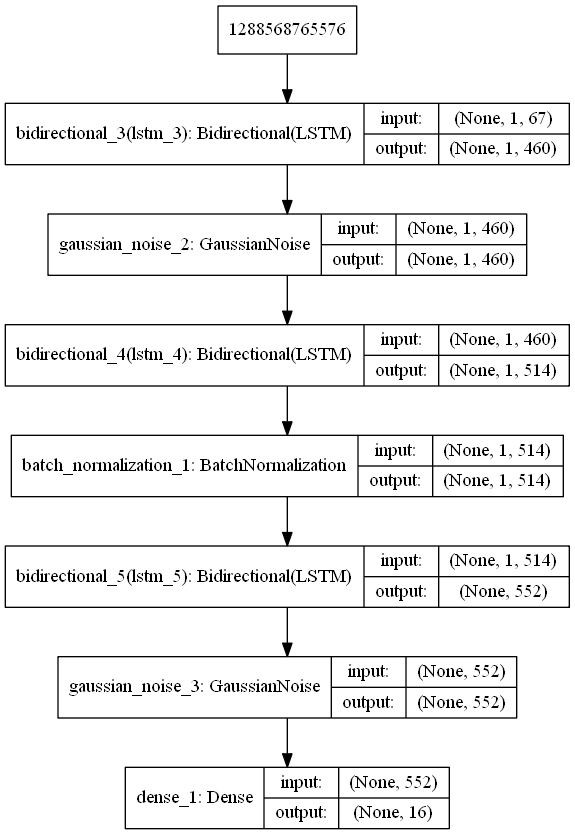 1288568765576
bidirectional_3(lstm_3): Bidirectional(LSTM)
input: (None, 1, 67)
output: (None, 1, 460)
gaussian_noise_2: GaussianNoise
input: (None, 1, 460)
output: (None, 1, 460)
bidirectional_4(lstm_4): Bidirectional(LSTM)
input: (None, 1, 460)
output: (None, 1, 514)
batch_normalization_1: BatchNormalization
input: (None, 1, 514)
output: (None, 1, 514)
bidirectional_5(lstm_5): Bidirectional(LSTM)
input: (None, 1, 514)
output: (None, 552)
gaussian_noise_3: GaussianNoise
input: (None, 552)
output: (None, 552)
dense_1: Dense
input: (None, 552)
output: (None, 16)